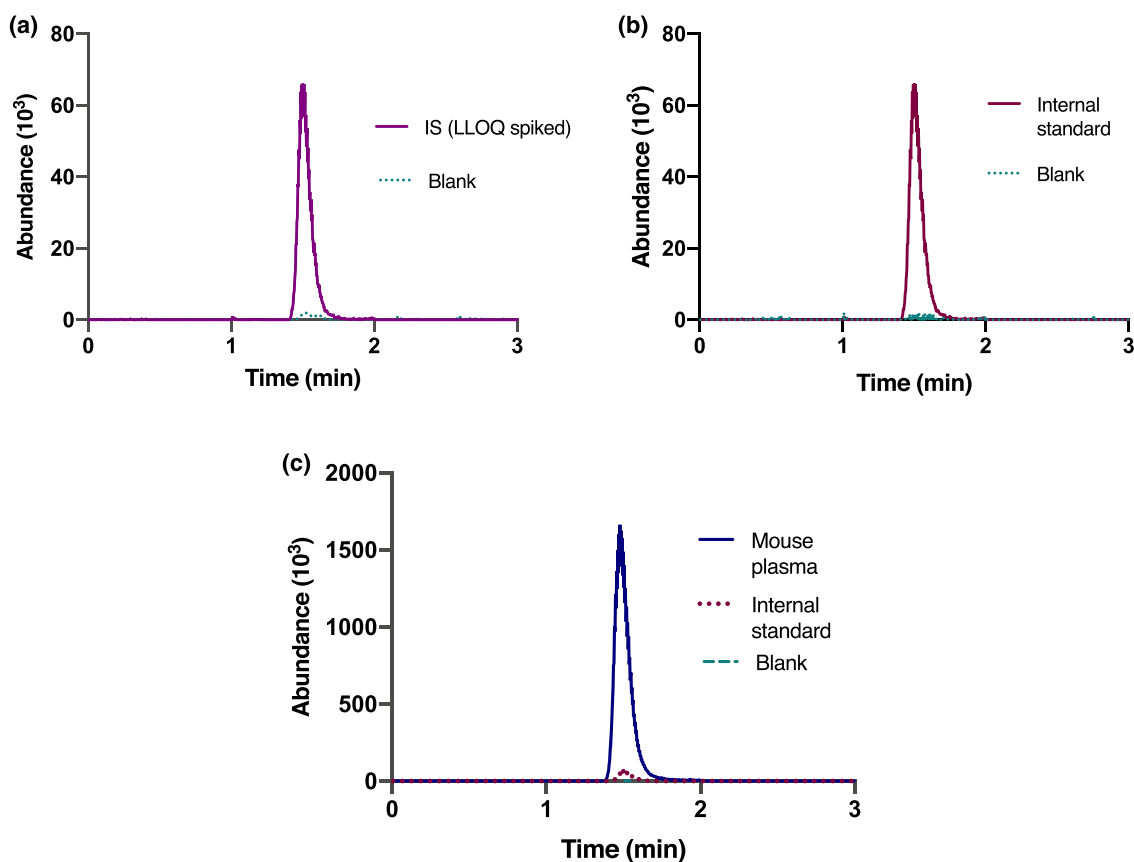 (a)
80
60
40
20
0
Abundance (10³)
0 1 2 3
Time (min)
IS (LLOQ spiked)
Blank
(b)
80
60
40
20
0
Abundance (10³)
0 1 2 3
Time (min)
Internal
standard
Blank
(c)
2000
1500
1000
500
0
Abundance (10³)
0 1 2 3
Time (min)
Mouse
plasma
Internal
standard
Blank